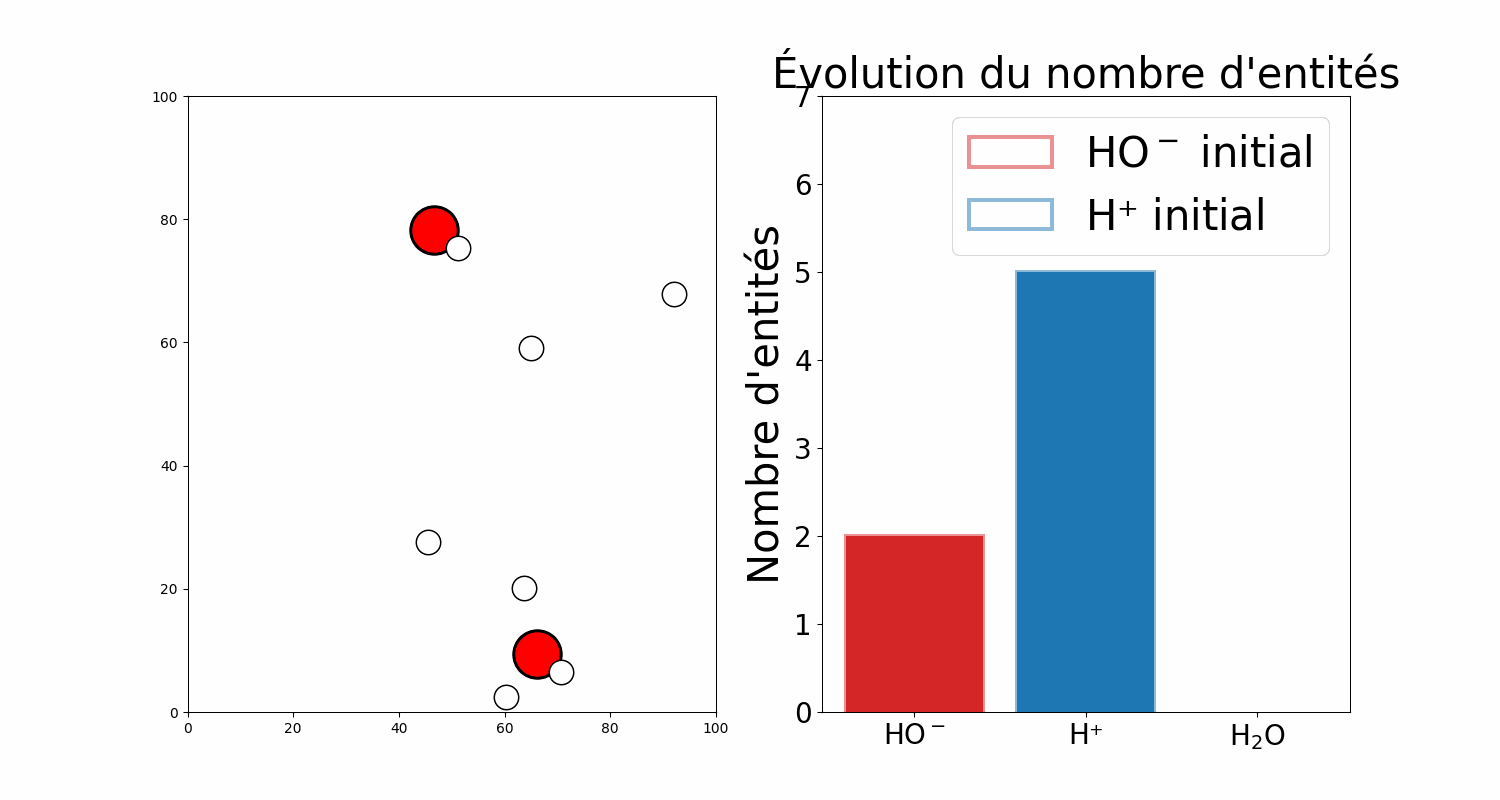 100
80
60
40
20
0
0 20 40 60 80 100
Évolution du nombre d'entités
Nombre d'entités
7
6
5
4
3
2
1
0
HO⁻ initial
H⁺ initial
HO⁻ H⁺ H₂O